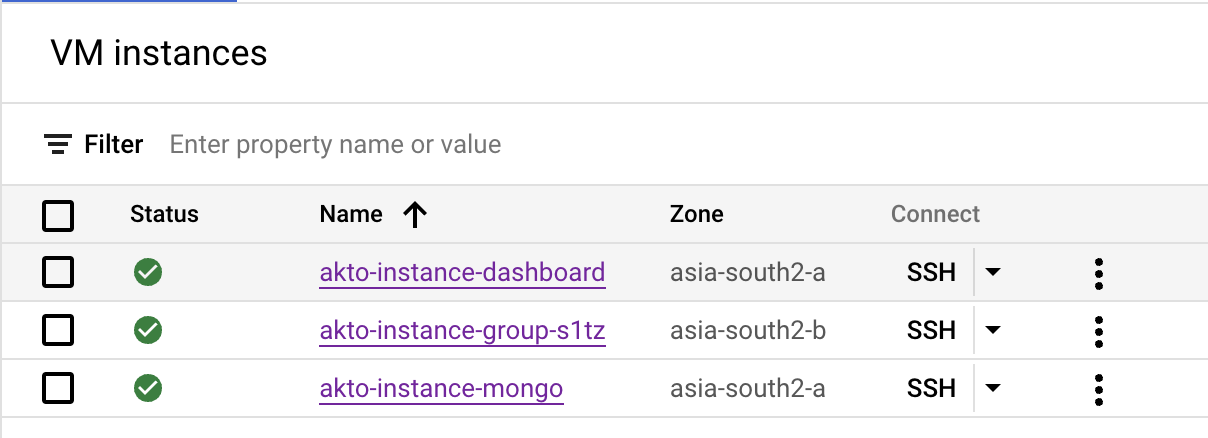 VM instances
Filter Enter property name or value
Status Name Zone Connect
akto-instance-dashboard asia-south2-a SSH
akto-instance-group-s1tz asia-south2-b SSH
akto-instance-mongo asia-south2-a SSH